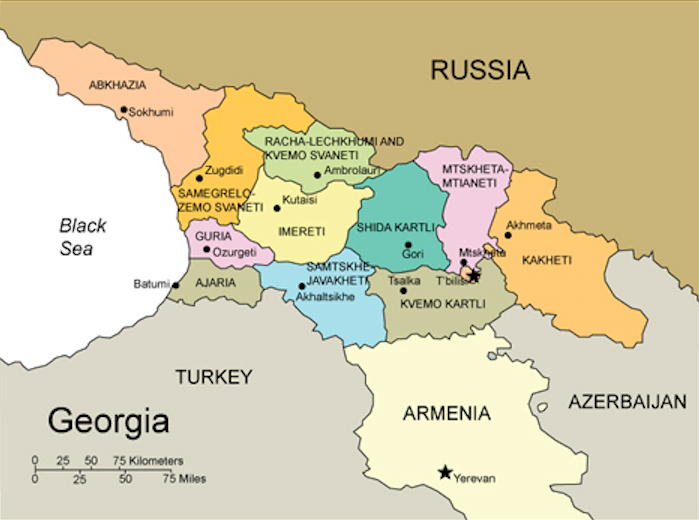 RUSSIA
ABKHAZIA
Sokhumi
RACHA-LECHKHUMI AND
KVEMO SVANETI
Ambrolauri
Zugdidi
SAMEGRELO-
ZEMO SVANETI
MTSKHETA-
MTIANETI
Kutaisi
IMERETI
Black
Sea
GURIA
Ozurgeti
SHIDA KARTLI
Gori
Akhmeta
KAKHETI
Mtskheta
T'bilisi
Batumi
AJARIA
SAMTSKHE-
JAVAKHETI
Akhaltsikhe
Tsalka
KVEMO KARTLI
TURKEY
Georgia
ARMENIA
AZERBAIJAN
Yerevan
0 25 50 75 Kilometers
0 25 50 75 Miles